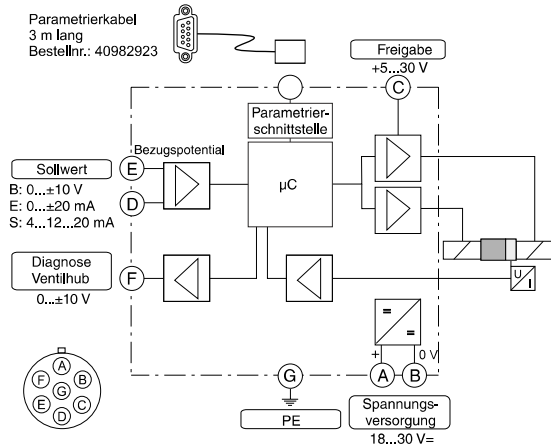 Parametrierkabel
3 m lang
Bestellnr.: 40982923
Freigabe
+5...30 V
C
Parametrier-
schnittstelle
Bezugspotential
E
Sollwert
B: 0...±10 V
E: 0...±20 mA
S: 4...12...20 mA
D
µC
Diagnose
Ventilhub
0...±10 V
F
U
I
=
=
+
0 V
A
B
G
PE
Spannungs-
versorgung
18...30 V=
A
F
B
G
E
C
D